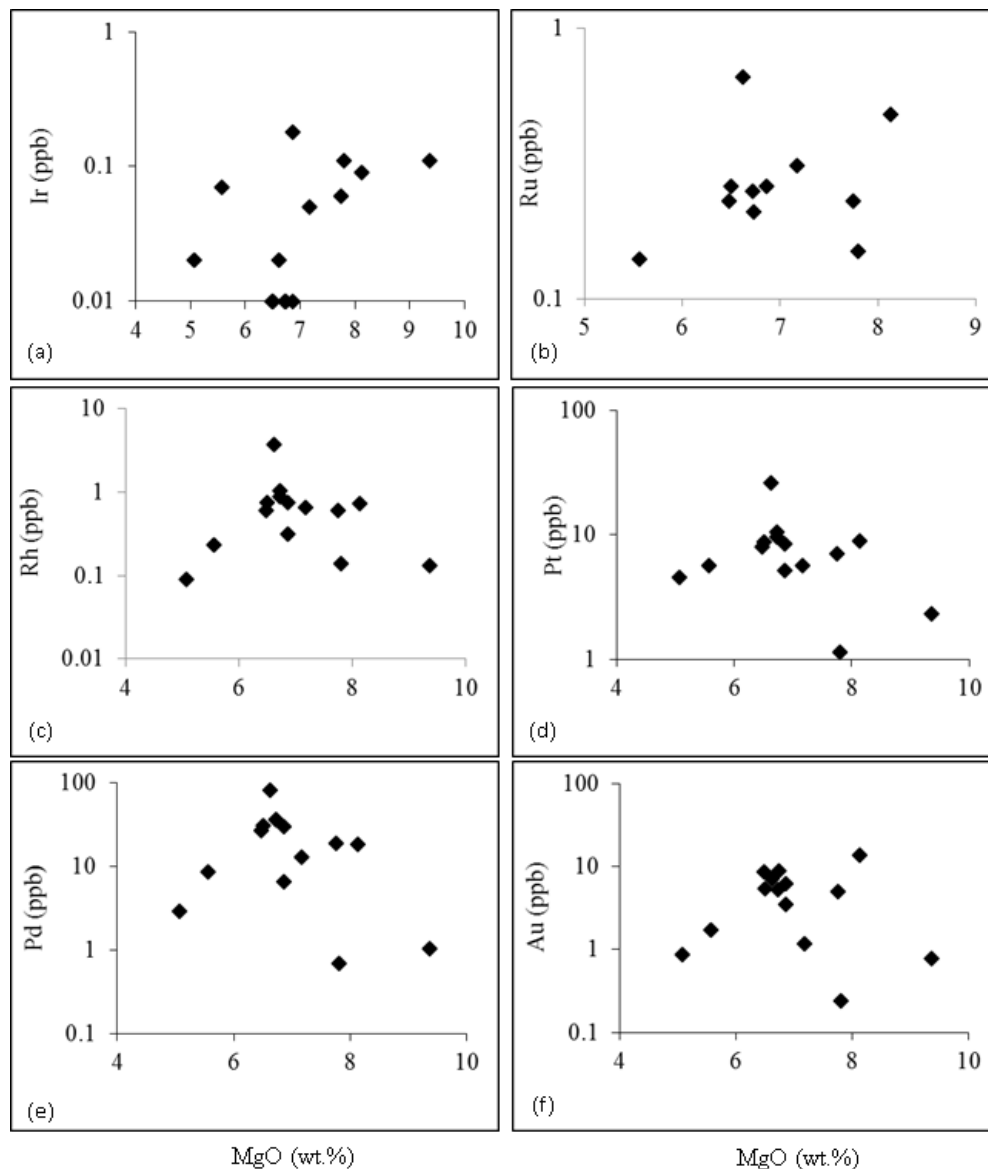 1
0.1
0.01
Ir (ppb)
4 5 6 7 8 9 10
(a)
1
0.1
Ru (ppb)
5 6 7 8 9
(b)
10
1
0.1
0.01
Rh (ppb)
4 6 8 10
(c)
100
10
1
Pt (ppb)
4 6 8 10
(d)
100
10
1
0.1
Pd (ppb)
4 6 8 10
(e)
100
10
1
0.1
Au (ppb)
4 6 8 10
(f)
MgO (wt.%)
MgO (wt.%)